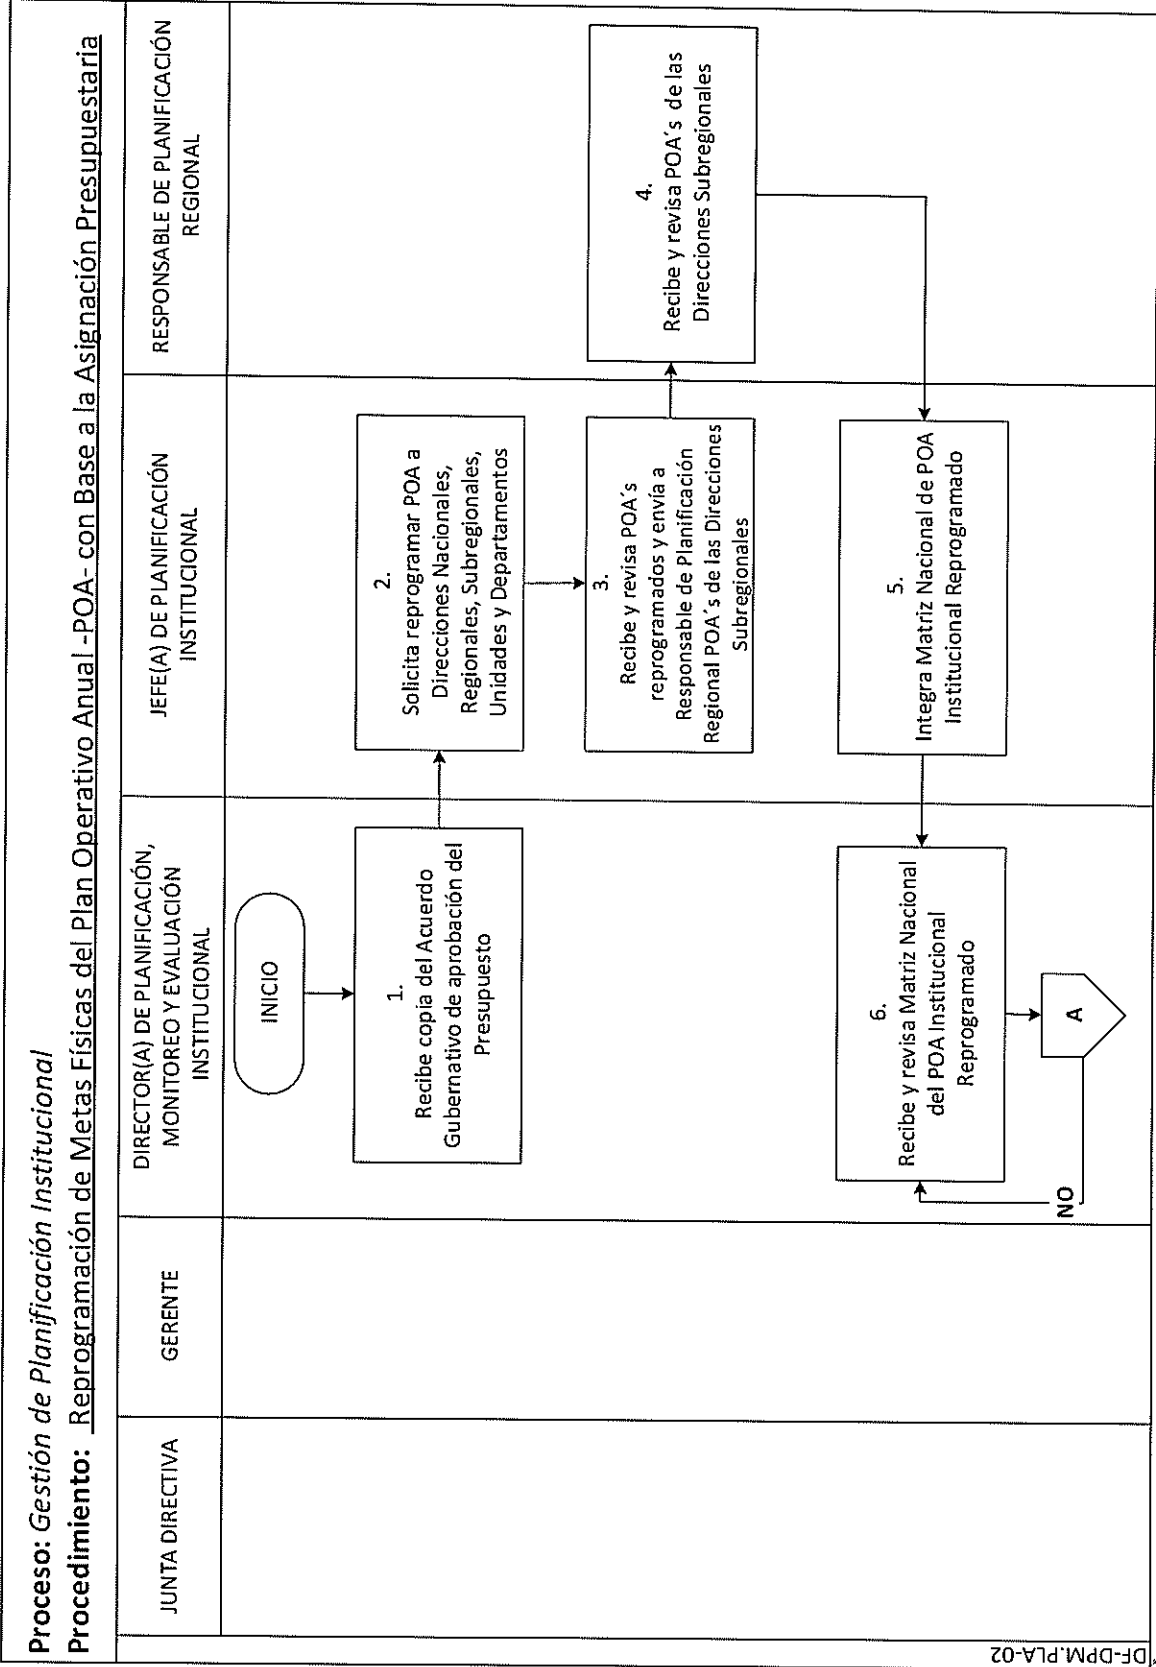 Proceso: Gestión de Planificación Institucional
Procedimiento: Reprogramación de Metas Físicas del Plan Operativo Anual -POA- con Base a la Asignación Presupuestaria
JUNTA DIRECTIVA
GERENTE
DIRECTOR(A) DE PLANIFICACIÓN,
MONITOREO Y EVALUACIÓN
INSTITUCIONAL
JEFE(A) DE PLANIFICACIÓN
INSTITUCIONAL
RESPONSABLE DE PLANIFICACIÓN
REGIONAL
INICIO
1.
Recibe copia del Acuerdo
Gubernativo de aprobación del
Presupuesto
2.
Solicita reprogramar POA a
Direcciones Nacionales,
Regionales, Subregionales,
Unidades y Departamentos
3.
Recibe y revisa POA´s
reprogramados y envía a
Responsable de Planificación
Regional POA´s de las Direcciones
Subregionales
4.
Recibe y revisa POA´s de las
Direcciones Subregionales
5.
Integra Matriz Nacional de POA
Institucional Reprogramado
6.
Recibe y revisa Matriz Nacional
del POA Institucional
Reprogramado
NO
A
DF-DPM.PLA-02